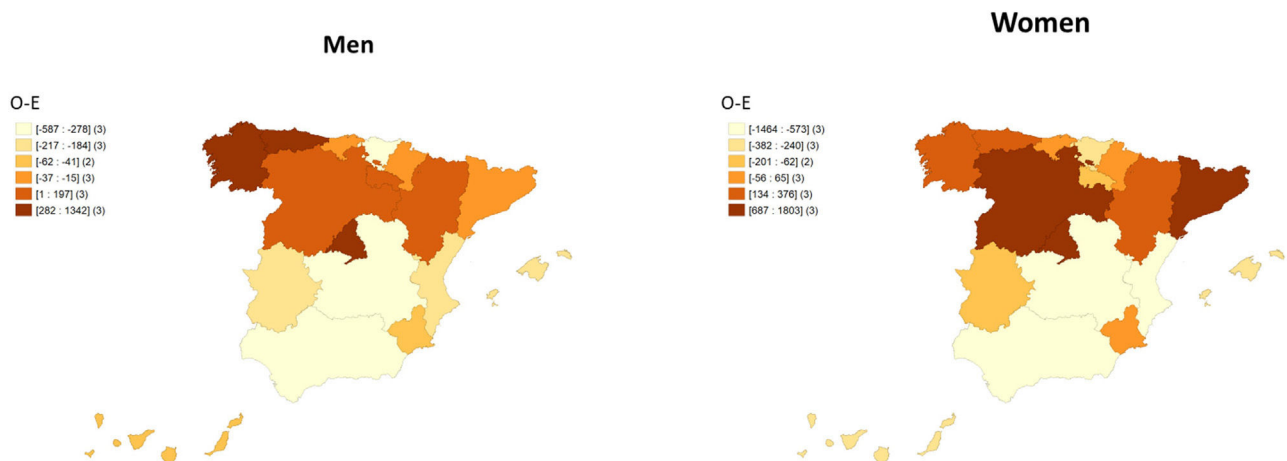 Men
O-E
[-587 : -278] (3)
[-217 : -184] (3)
[-62 : -41] (2)
[-37 : -15] (3)
[1 : 197] (3)
[282 : 1342] (3)
Women
O-E
[-1464 : -573] (3)
[-382 : -240] (3)
[-201 : -62] (2)
[-56 : 65] (3)
[134 : 376] (3)
[687 : 1803] (3)